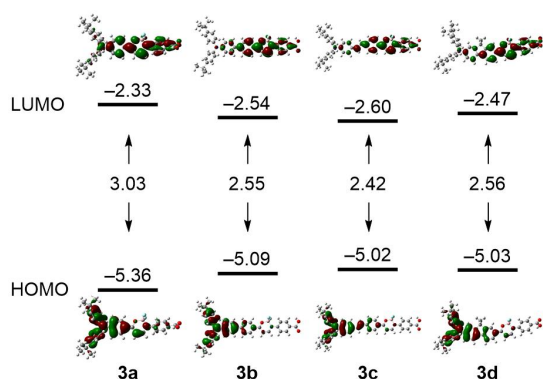 LUMO
–2.33 –2.54 –2.60 –2.47
3.03 2.55 2.42 2.56
HOMO
–5.36 –5.09 –5.02 –5.03
3a 3b 3c 3d